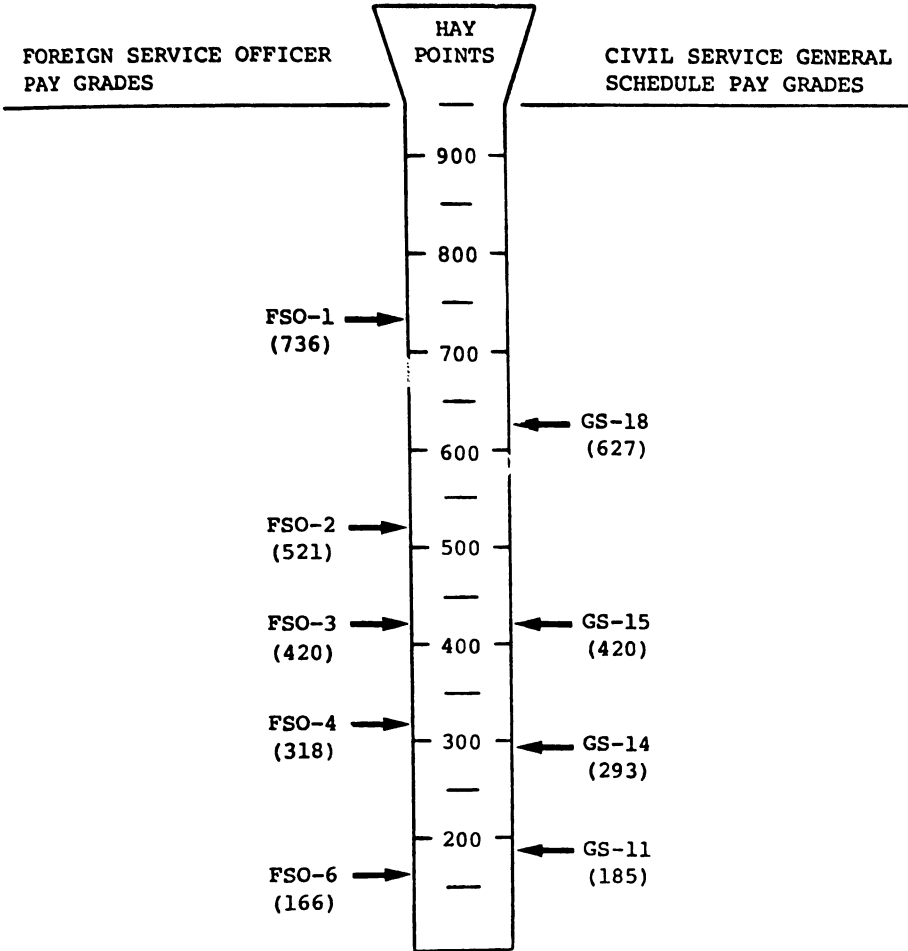 HAY
POINTS
FOREIGN SERVICE OFFICER
PAY GRADES
CIVIL SERVICE GENERAL
SCHEDULE PAY GRADES
900
800
FSO-1
(736)
700
GS-18
(627)
600
FSO-2
(521)
500
FSO-3
(420)
GS-15
(420)
400
FSO-4
(318)
300
GS-14
(293)
200
GS-11
(185)
FSO-6
(166)